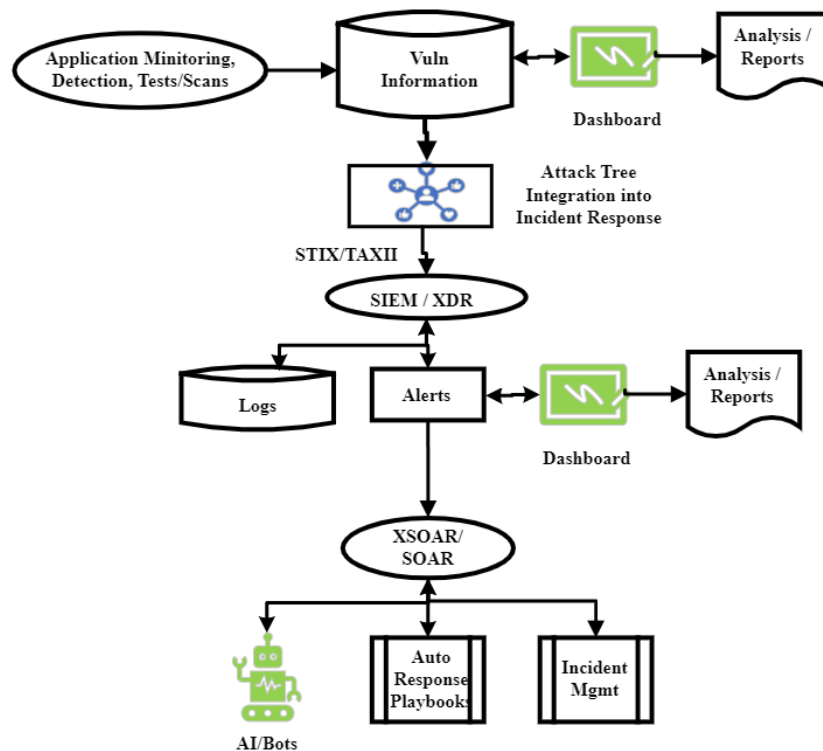 Application Minitoring,
Detection, Tests/Scans
Vuln
Information
Dashboard
Analysis /
Reports
Attack Tree
Integration into
Incident Response
STIX/TAXII
SIEM / XDR
Logs
Alerts
Dashboard
Analysis /
Reports
XSOAR/
SOAR
AI/Bots
Auto
Response
Playbooks
Incident
Mgmt